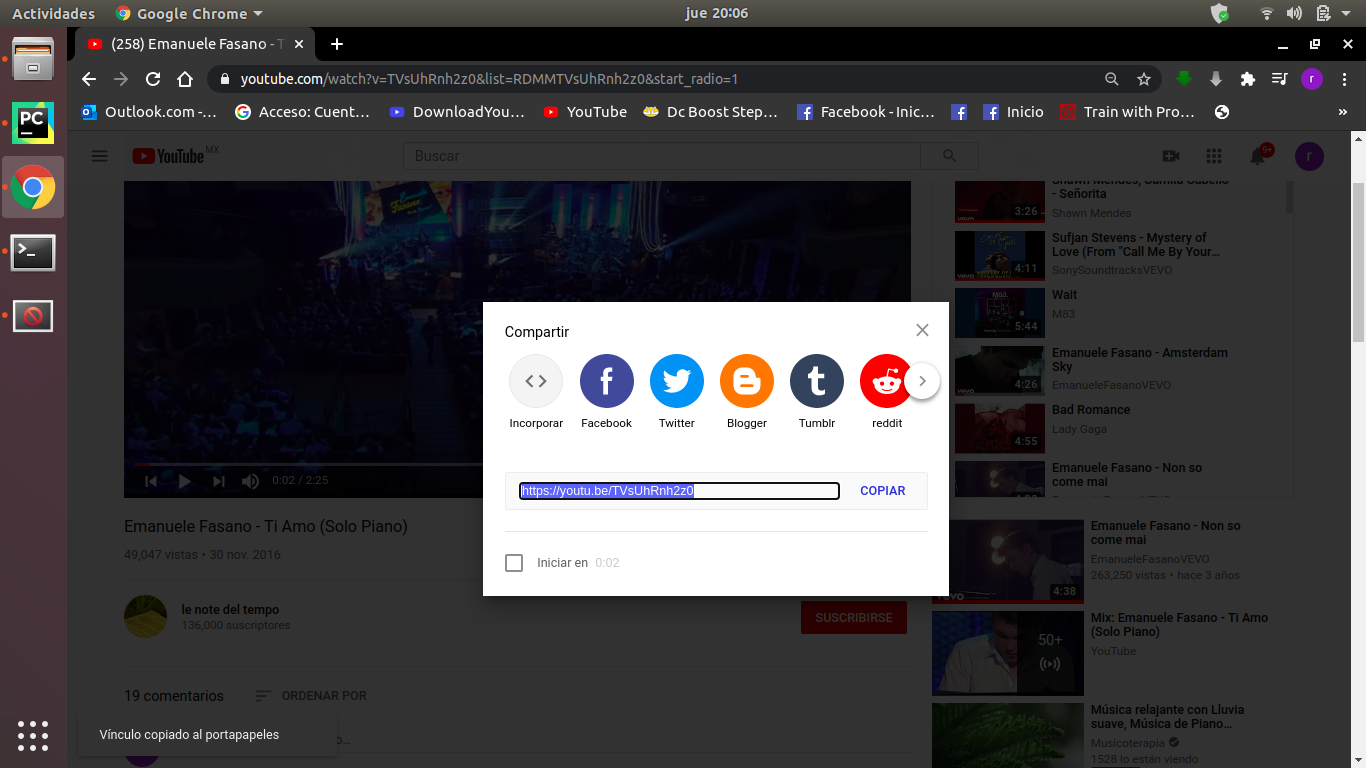 Actividades
Google Chrome
jue 20:06
(258) Emanuele Fasano - T
youtube.com/watch?v=TVsUhRnh2z0&list=RDMMTVsUhRnh2z0&start_radio=1
r
Outlook.com -...
Acceso: Cuent...
DownloadYou...
YouTube
Dc Boost Step...
Facebook - Inic...
Inicio
Train with Pro...
»
PC
YouTube MX
Buscar
9+
r
Emanuele Fasano
Shawn Mendes, Camila Cabello
- Señorita
Shawn Mendes
3:26
Sufjan Stevens - Mystery of
Love (From "Call Me By Your...
SonySoundtracksVEVO
4:11
Wait
M83
5:44
Emanuele Fasano - Amsterdam
Sky
EmanueleFasanoVEVO
4:26
Bad Romance
Lady Gaga
4:55
Emanuele Fasano - Non so
come mai
Compartir
Incorporar
Facebook
Twitter
Blogger
Tumblr
reddit
https://youtu.be/TVsUhRnh2z0
COPIAR
Iniciar en 0:02
0:02 / 2:25
Emanuele Fasano - Ti Amo (Solo Piano)
49,047 vistas • 30 nov. 2016
le note del tempo
136,000 suscriptores
SUSCRIBIRSE
19 comentarios
ORDENAR POR
Vínculo copiado al portapapeles
Emanuele Fasano - Non so
come mai
EmanueleFasanoVEVO
263,250 vistas • hace 3 años
4:38
Mix: Emanuele Fasano - Ti Amo
(Solo Piano)
YouTube
50+
Música relajante con Lluvia
suave, Música de Piano...
Musicoterapia
1528 lo están viendo